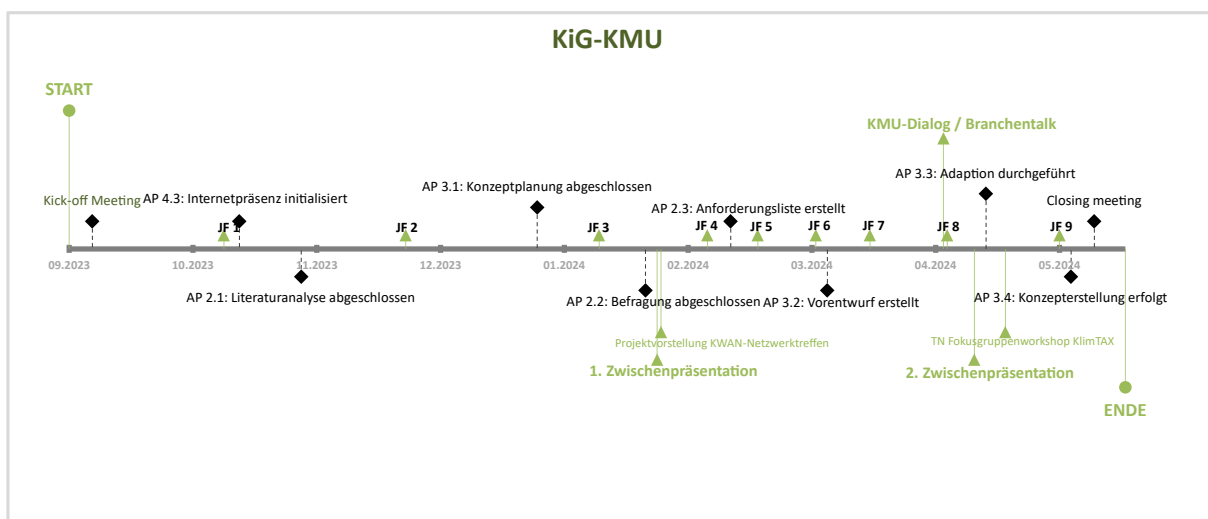 KiG-KMU
START
KMU-Dialog / Branchentalk
AP 3.1: Konzeptplanung abgeschlossen
AP 3.3: Adaption durchgeführt
Kick-off Meeting
AP 4.3: Internetpräsenz initialisiert
AP 2.3: Anforderungsliste erstellt
Closing meeting
JF 1
JF 2
JF 3
JF 4
JF 5
JF 6
JF 7
JF 8
JF 9
09.2023
10.2023
11.2023
12.2023
01.2024
02.2024
03.2024
04.2024
05.2024
AP 2.1: Literaturanalyse abgeschlossen
AP 2.2: Befragung abgeschlossen
AP 3.2: Vorentwurf erstellt
AP 3.4: Konzepterstellung erfolgt
Projektvorstellung KWAN-Netzwerktreffen
TN Fokusgruppenworkshop KlimTAX
1. Zwischenpräsentation
2. Zwischenpräsentation
ENDE